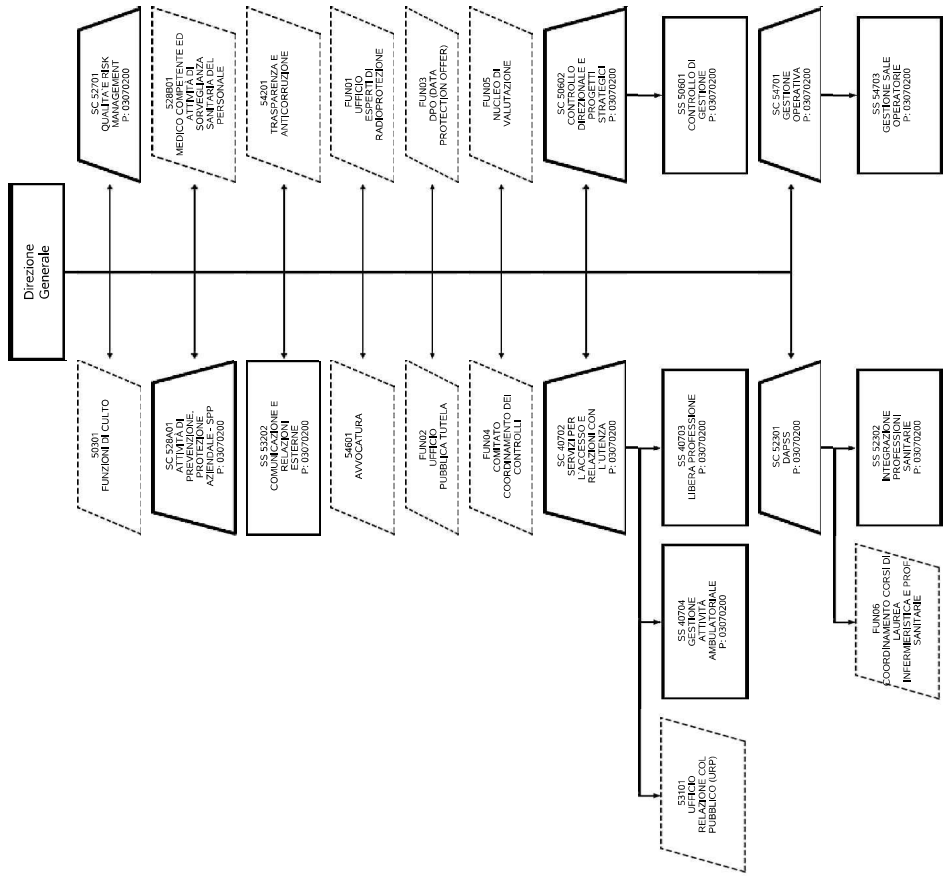 Direzione
Generale
50301
FUNZIONI DI CULTO
SC 52701
QUALITA E RISK
MANAGEMENT
P: 03070200
SC 528A01
ATTIVITÀ DI
PREVENZIONE,
PROTEZIONE
AZIENDALE - SPP
P: 03070200
528B01
MEDICO COMPETENTE ED
ATTIVITÀ DI
SORVEGLIANZA
SANITARIA DEL
PERSONALE
SS 53202
COMUNICAZIONE E
RELAZIONI
ESTERNE
P: 03070200
54201
TRASPARENZA E
ANTICORRUZIONE
54601
AVVOCATURA
FUN01
UFFICIO
ESPERTI DI
RADIOPROTEZIONE
FUN02
UFFICIO
PUBBLICA TUTELA
FUN03
DPO (DATA
PROTECTION OFFER)
FUN04
COMITATO
COORDINAMENTO DEI
CONTROLLI
FUN05
NUCLEO DI
VALUTAZIONE
SC 40702
SERVIZI PER
L'ACCESSO E
RELAZIONI CON
L'UTENZA
P: 03070200
SC 50602
CONTROLLO
DIREZIONALE E
PROGETTI
STRATEGICI
P: 03070200
53101
UFFICIO
RELAZIONE COL
PUBBLICO (URP)
SS 40704
GESTIONE
ATTIVITÀ
AMBULATORIALE
P: 03070200
SS 40703
LIBERA PROFESSIONE
P: 03070200
SS 50601
CONTROLLO DI
GESTIONE
P: 03070200
SC 52301
DAPSS
P: 03070200
SC 54701
GESTIONE
OPERATIVA
P: 03070200
FUN06
COORDINAMENTO CORSI DI
LAUREA
INFERMIERISTICA E PROF.
SANITARIE
SS 52302
INTEGRAZIONE
PROFESSIONI
SANITARIE
P: 03070200
SS 54703
GESTIONE SALE
OPERATORIE
P: 03070200